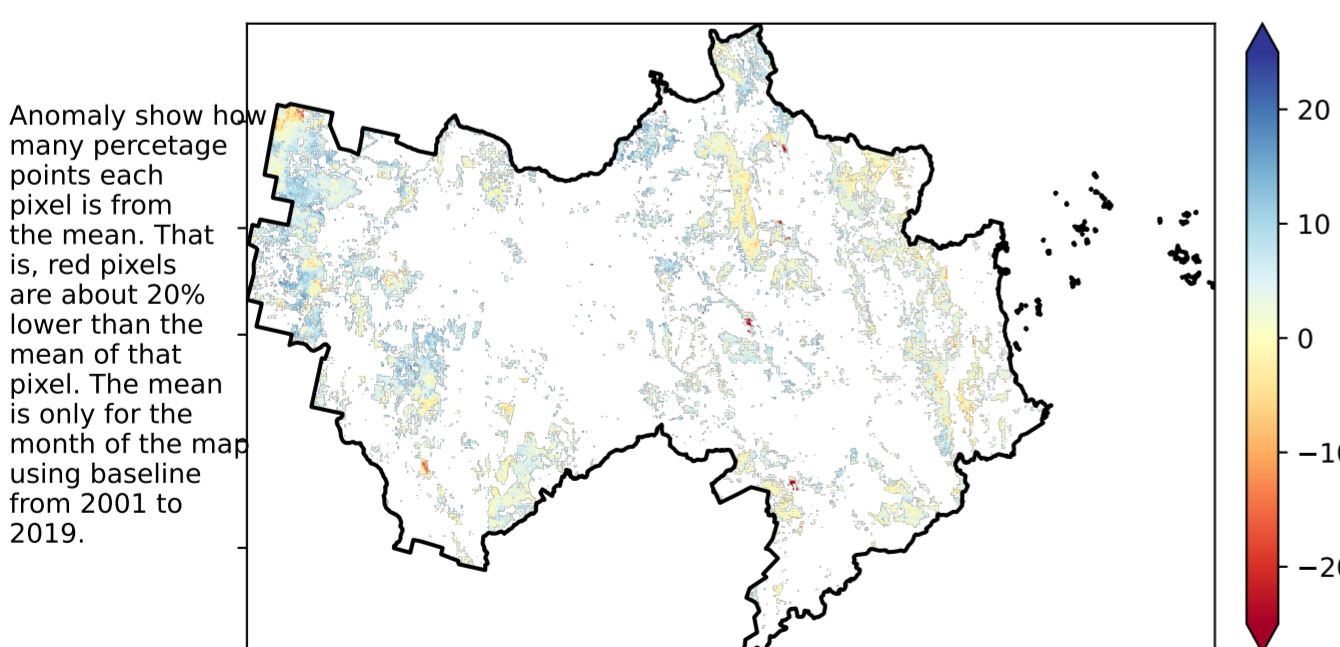 Anomaly show how
many percetage
points each
pixel is from
the mean. That
is, red pixels
are about 20%
lower than the
mean of that
pixel. The mean
is only for the
month of the map
using baseline
from 2001 to
2019.
20
10
0
−10
−20